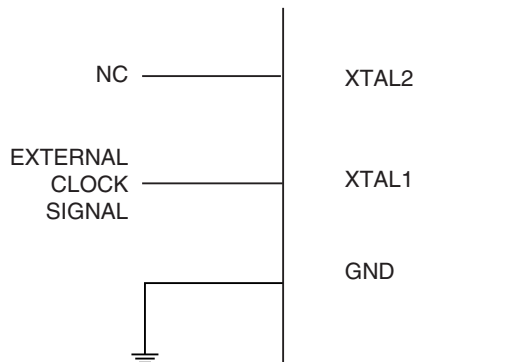 NC
XTAL2
EXTERNAL
CLOCK
SIGNAL
XTAL1
GND